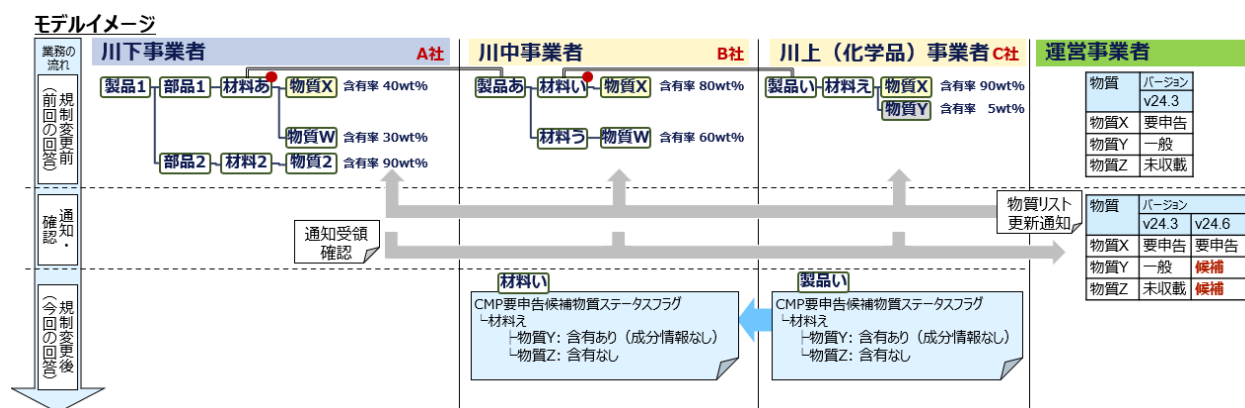 モデルイメージ
業務の
流れ
川下事業者 A社
川中事業者 B社
川上（化学品）事業者 C社
運営事業者
規制変更前
（前回の回答）
製品1 部品1 材料あ 物質X 含有率 40wt%
物質W 含有率 30wt%
部品2 材料2 物質2 含有率 90wt%
製品あ 材料い 物質X 含有率 80wt%
材料う 物質W 含有率 60wt%
製品い 材料え 物質X 含有率 90wt%
物質Y 含有率 5wt%
物質 バージョン
v24.3
物質X 要申告
物質Y 一般
物質Z 未収載
通知・
確認
通知受領
確認
物質リスト
更新通知
物質 バージョン
v24.3 v24.6
物質X 要申告 要申告
物質Y 一般 候補
物質Z 未収載 候補
規制変更後
（今回の回答）
材料い
CMP要申告候補物質ステータスフラグ
└材料え
├物質Y: 含有あり（成分情報なし）
└物質Z: 含有なし
製品い
CMP要申告候補物質ステータスフラグ
└材料え
├物質Y: 含有あり（成分情報なし）
└物質Z: 含有なし